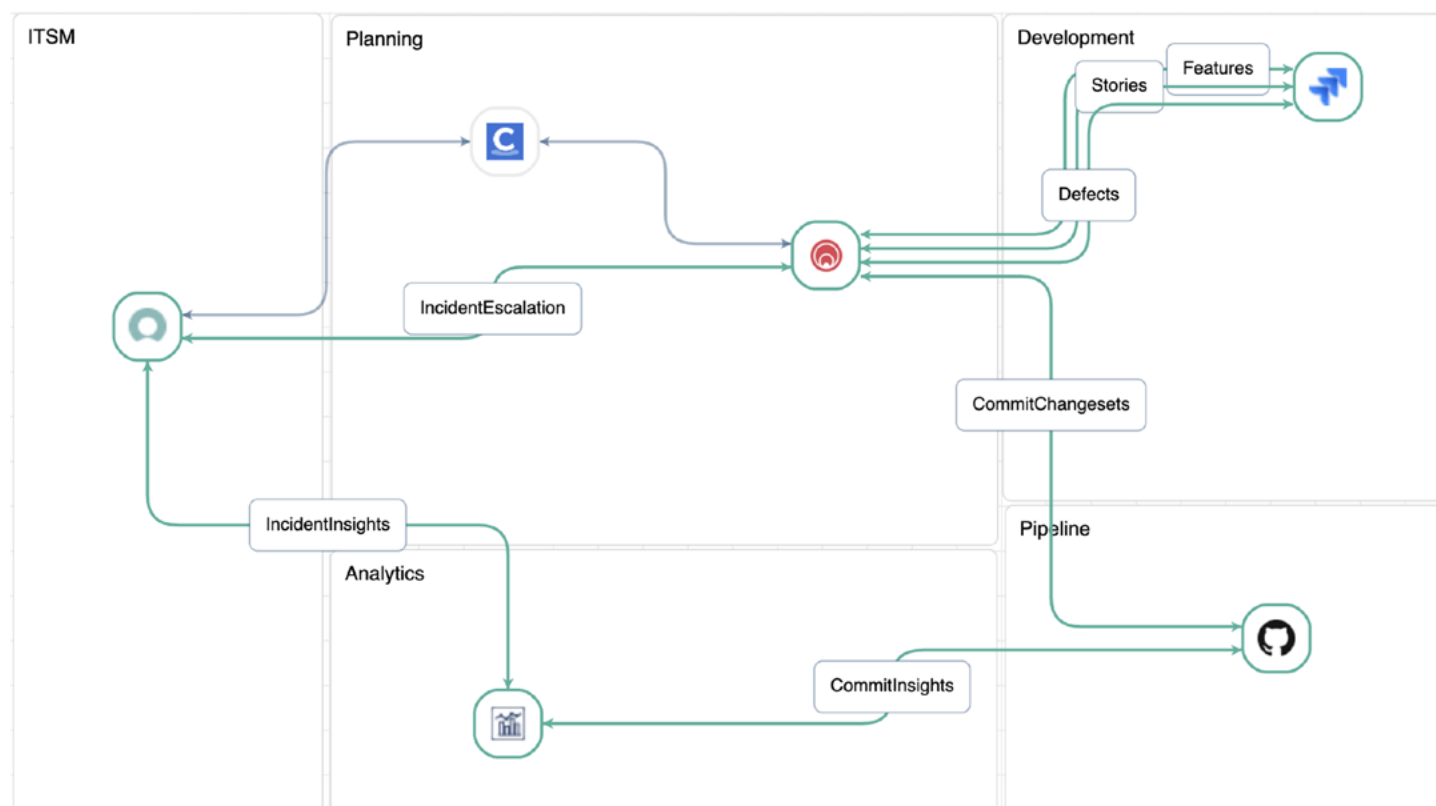 ITSM
Planning
Development
Features
Stories
C
Defects
IncidentEscalation
CommitChangesets
IncidentInsights
Pipeline
Analytics
CommitInsights